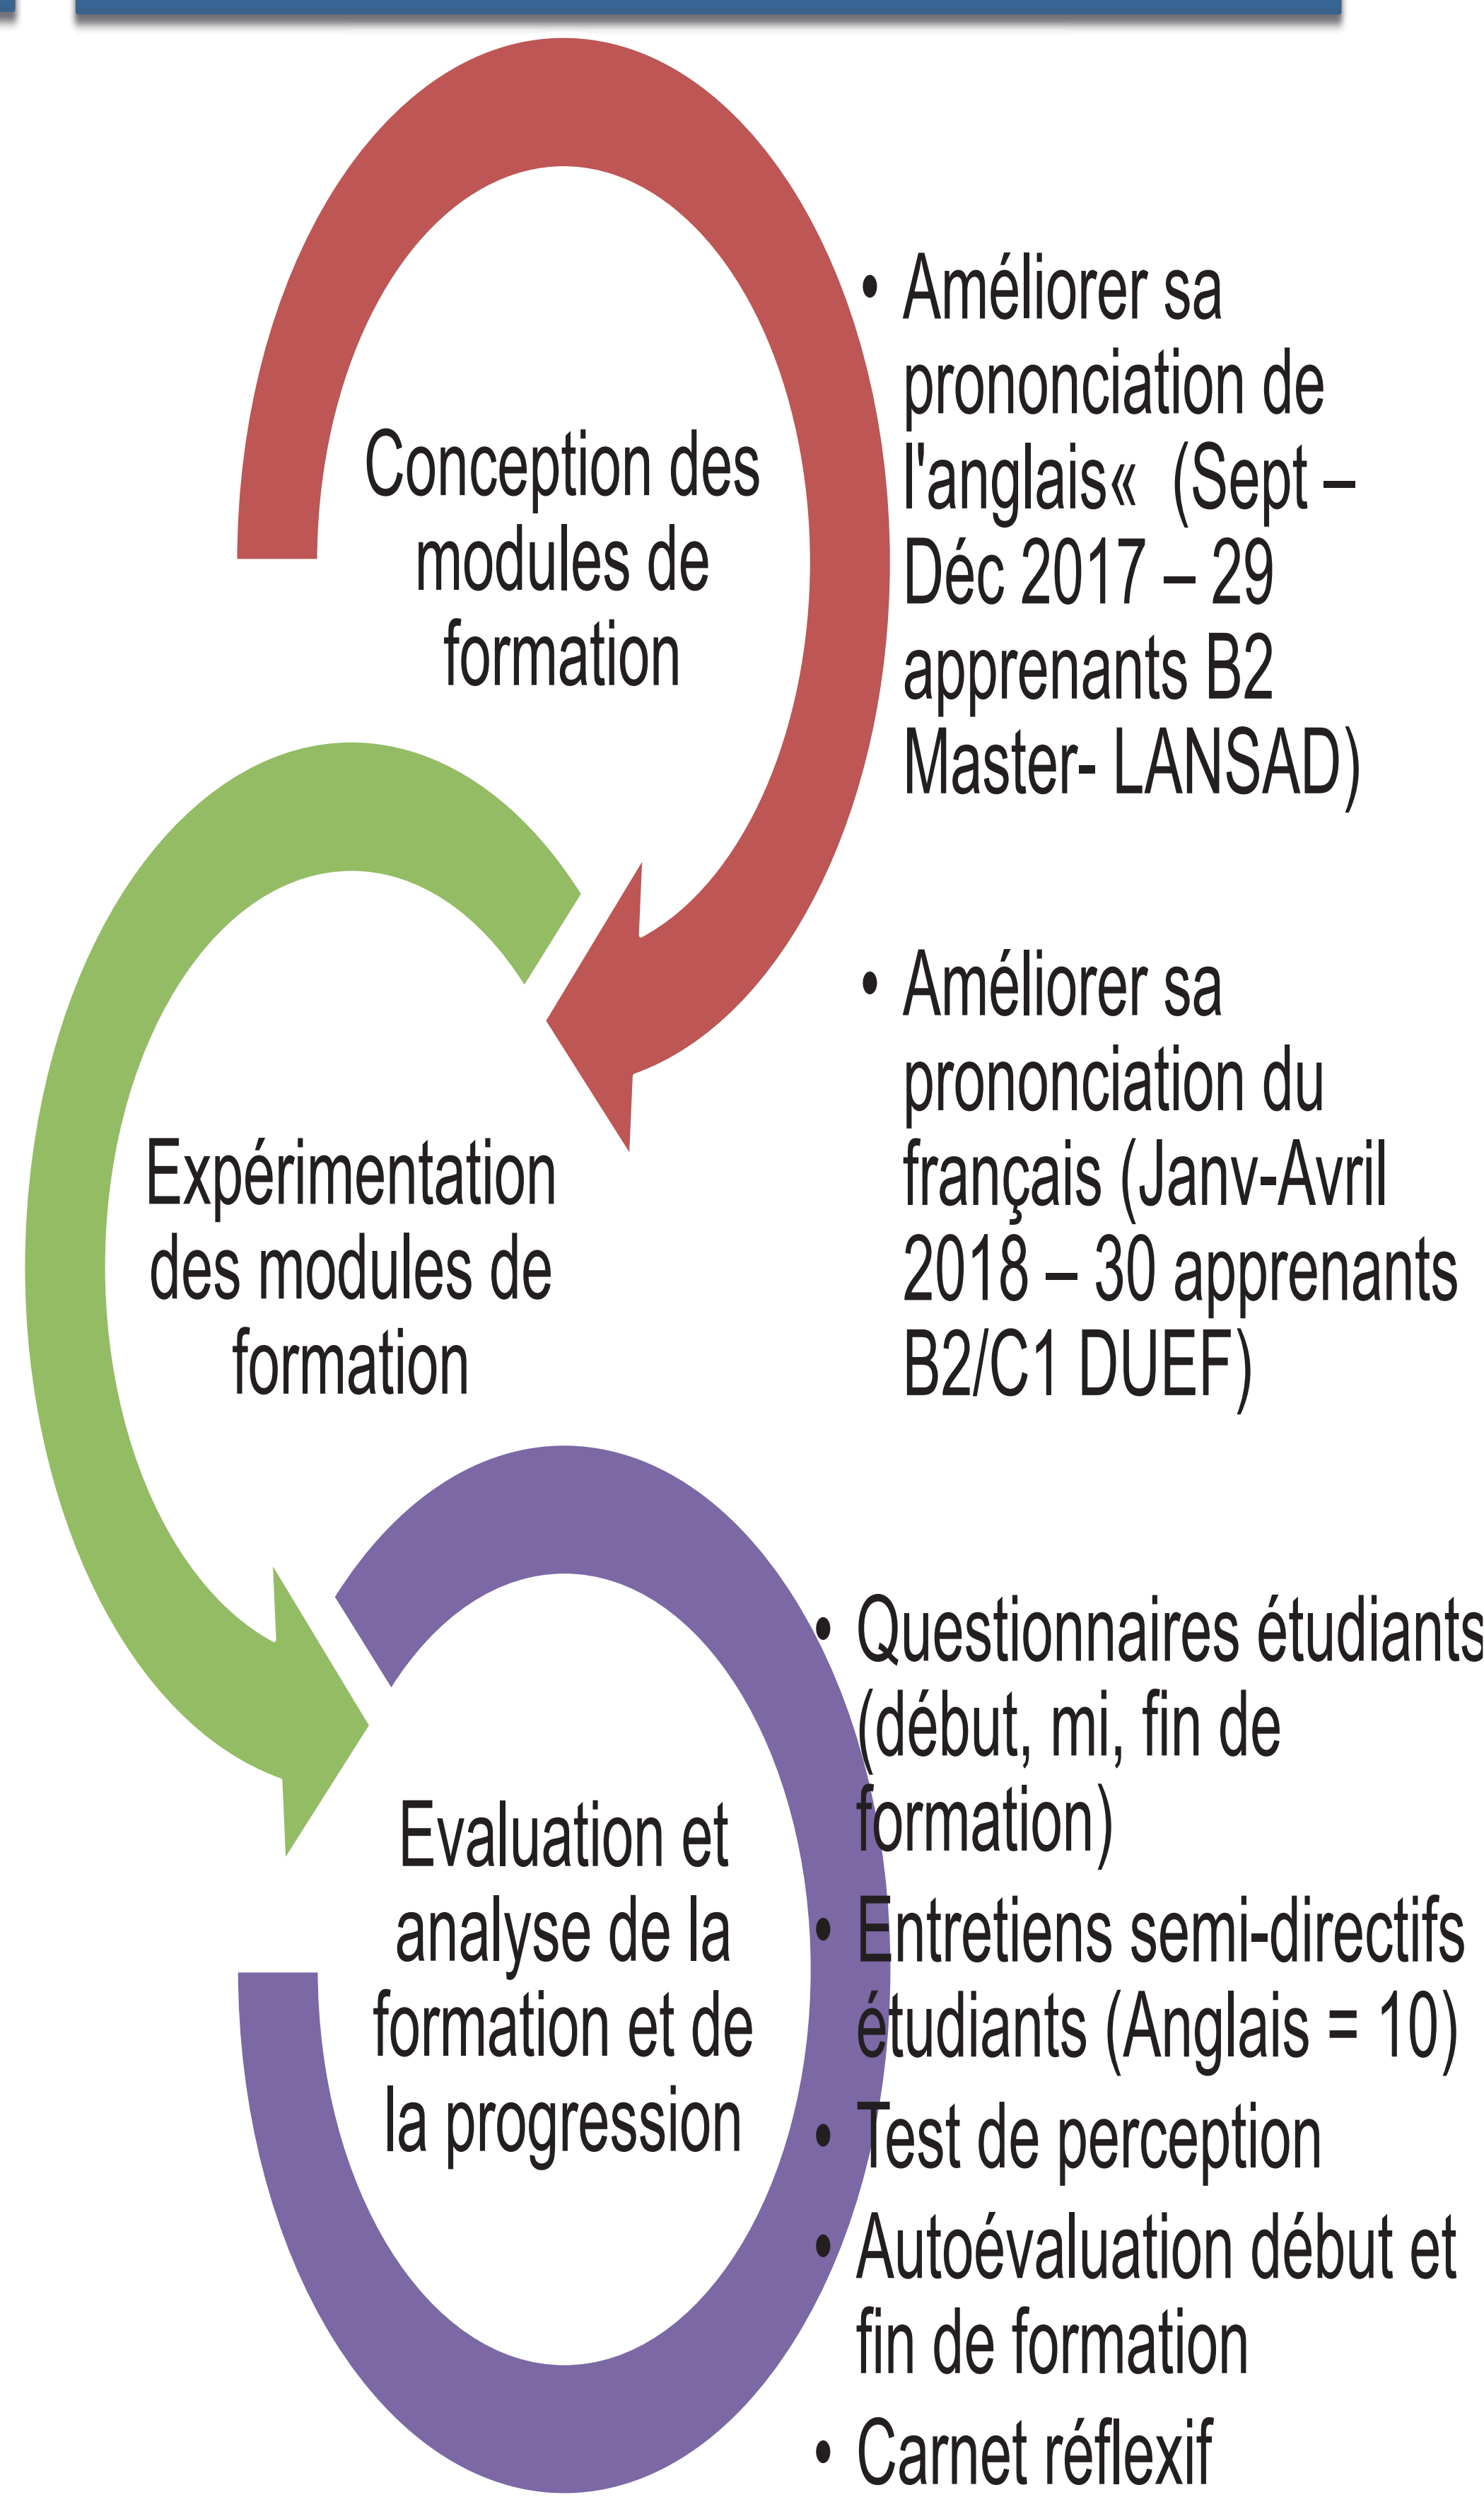 Conception des
modules de
formation
• Améliorer sa
prononciation de
l'anglais« (Sept –
Déc 2017 – 29
apprenants B2
Master- LANSAD)
Expérimentation
des modules de
formation
• Améliorer sa
prononciation du
français (Janv-Avril
2018 – 30 apprenants
B2/C1 DUEF)
Evaluation et
analyse de la
formation et de
la progression
• Questionnaires étudiants
(début, mi, fin de
formation)
• Entretiens semi-directifs
étudiants (Anglais = 10)
• Test de perception
• Autoévaluation début et
fin de formation
• Carnet réflexif